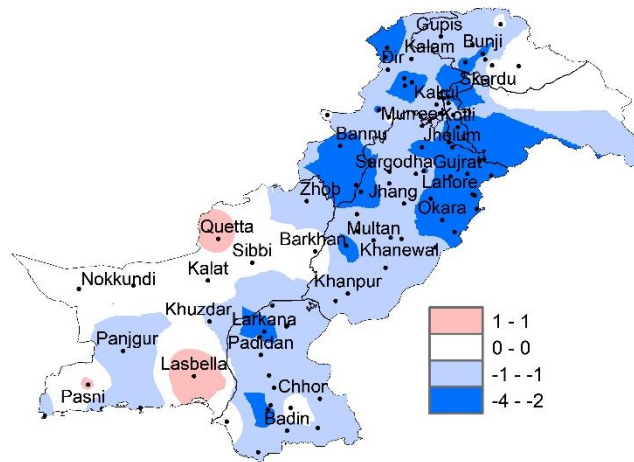 Gupis
Kalam
Bunji
Dir
Skardu
Kakul
Murree
Kotli
Bannu
Jhelum
Sargodha
Gujrat
Zhob
Jhang
Lahore
Okara
Quetta
Multan
Sibbi
Barkhan
Khanewal
Nokkundi
Kalat
Khanpur
Khuzdar
Larkana
Panjgur
Padidan
Lasbella
Pasni
Chhor
Badin
1 - 1
0 - 0
-1 - -1
-4 - -2